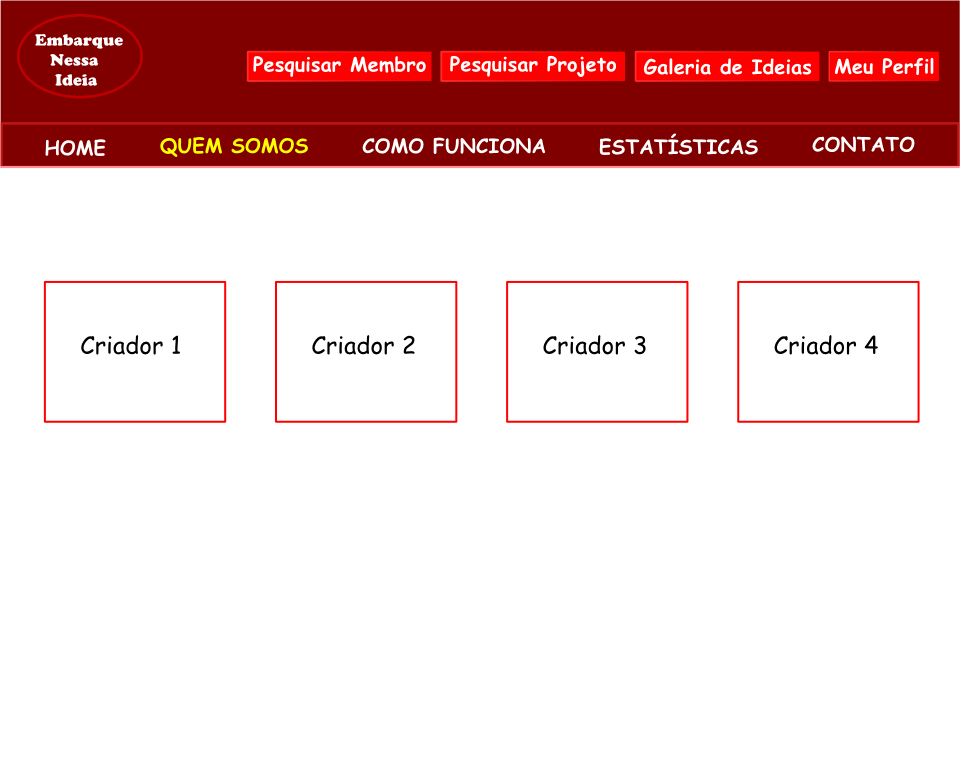 Embarque
Nessa
Ideia
Pesquisar Membro
Pesquisar Projeto
Galeria de Ideias
Meu Perfil
HOME
QUEM SOMOS
COMO FUNCIONA
ESTATÍSTICAS
CONTATO
Criador 1
Criador 2
Criador 3
Criador 4